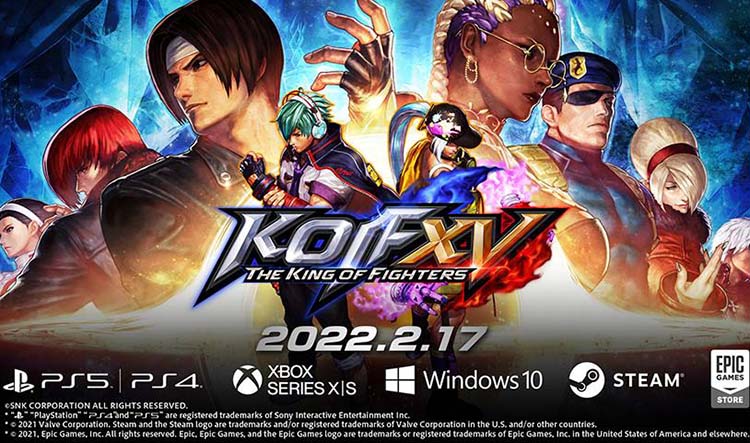 KOFXV
THE KING OF FIGHTERS
2022.2.17
PS5 | PS4 XBOX SERIES X|S Windows 10 STEAM® EPIC GAMES STORE
©SNK CORPORATION ALL RIGHTS RESERVED.
* "PS" "PlayStation" "PS4" and "PS5" are registered trademarks of Sony Interactive Entertainment Inc.
* © 2021 Valve Corporation. Steam and the Steam logo are trademarks and/or registered trademarks of Valve Corporation in the U.S. and/or other countries.
* © 2021, Epic Games, Inc. All rights reserved. Epic, Epic Games, and the Epic Games logo are trademarks or registered trademarks of Epic Games, Inc. in the United States of America and elsewhere